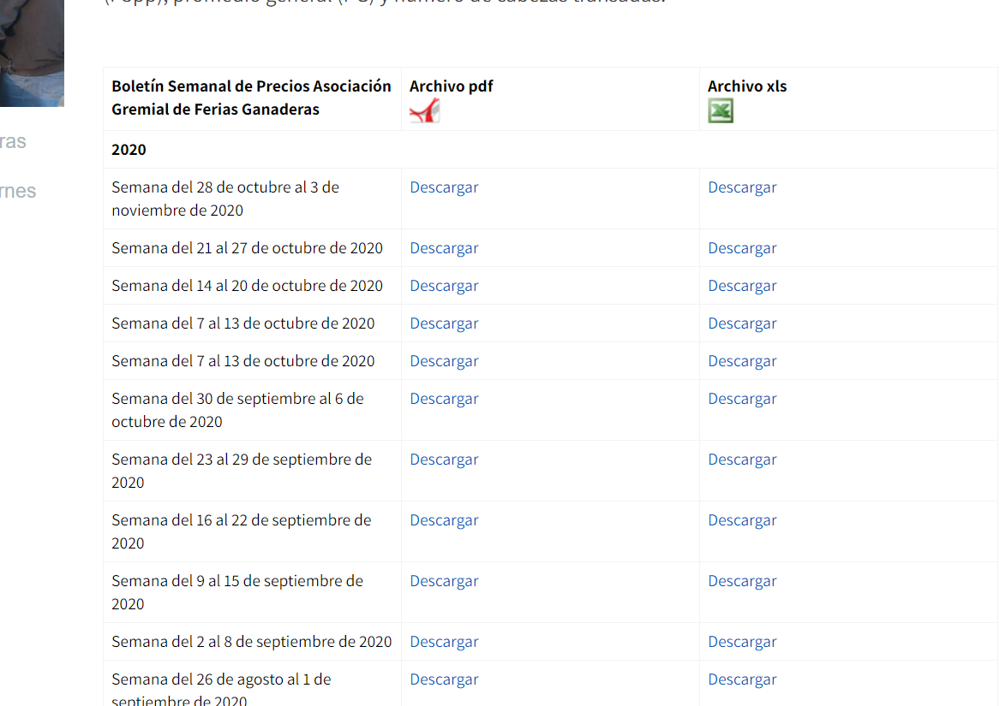 promedio general
y número de cabezas transadas.
Boletín Semanal de Precios Asociación
Gremial de Ferias Ganaderas
Archivo pdf
Archivo xls
2020
Semana del 28 de octubre al 3 de
noviembre de 2020
Descargar
Descargar
Semana del 21 al 27 de octubre de 2020
Descargar
Descargar
Semana del 14 al 20 de octubre de 2020
Descargar
Descargar
Semana del 7 al 13 de octubre de 2020
Descargar
Descargar
Semana del 7 al 13 de octubre de 2020
Descargar
Descargar
Semana del 30 de septiembre al 6 de
octubre de 2020
Descargar
Descargar
Semana del 23 al 29 de septiembre de
2020
Descargar
Descargar
Semana del 16 al 22 de septiembre de
2020
Descargar
Descargar
Semana del 9 al 15 de septiembre de
2020
Descargar
Descargar
Semana del 2 al 8 de septiembre de 2020
Descargar
Descargar
Semana del 26 de agosto al 1 de
septiembre de 2020
Descargar
Descargar
ras
rnes